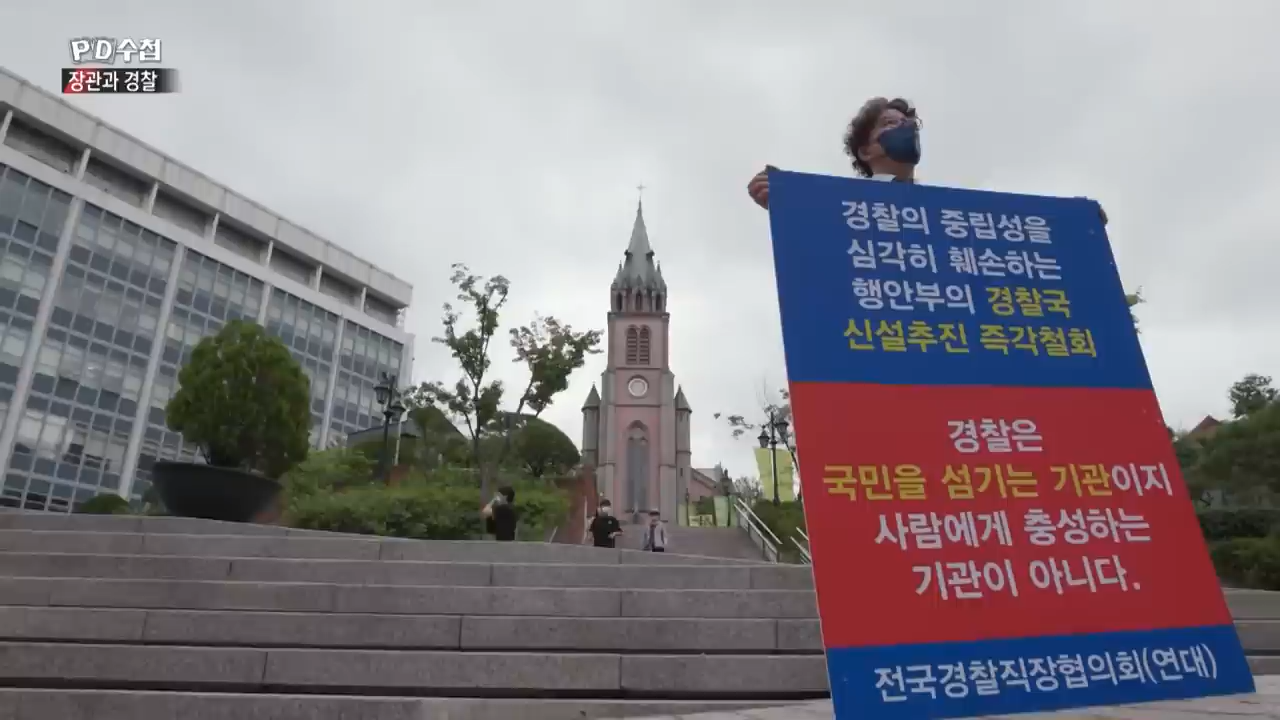 PD수첩
장관과 경찰
경찰의 중립성을
심각히 훼손하는
행안부의 경찰국
신설추진 즉각철회
경찰은
국민을 섬기는 기관이지
사람에게 충성하는
기관이 아니다.
전국경찰직장협의회(연대)